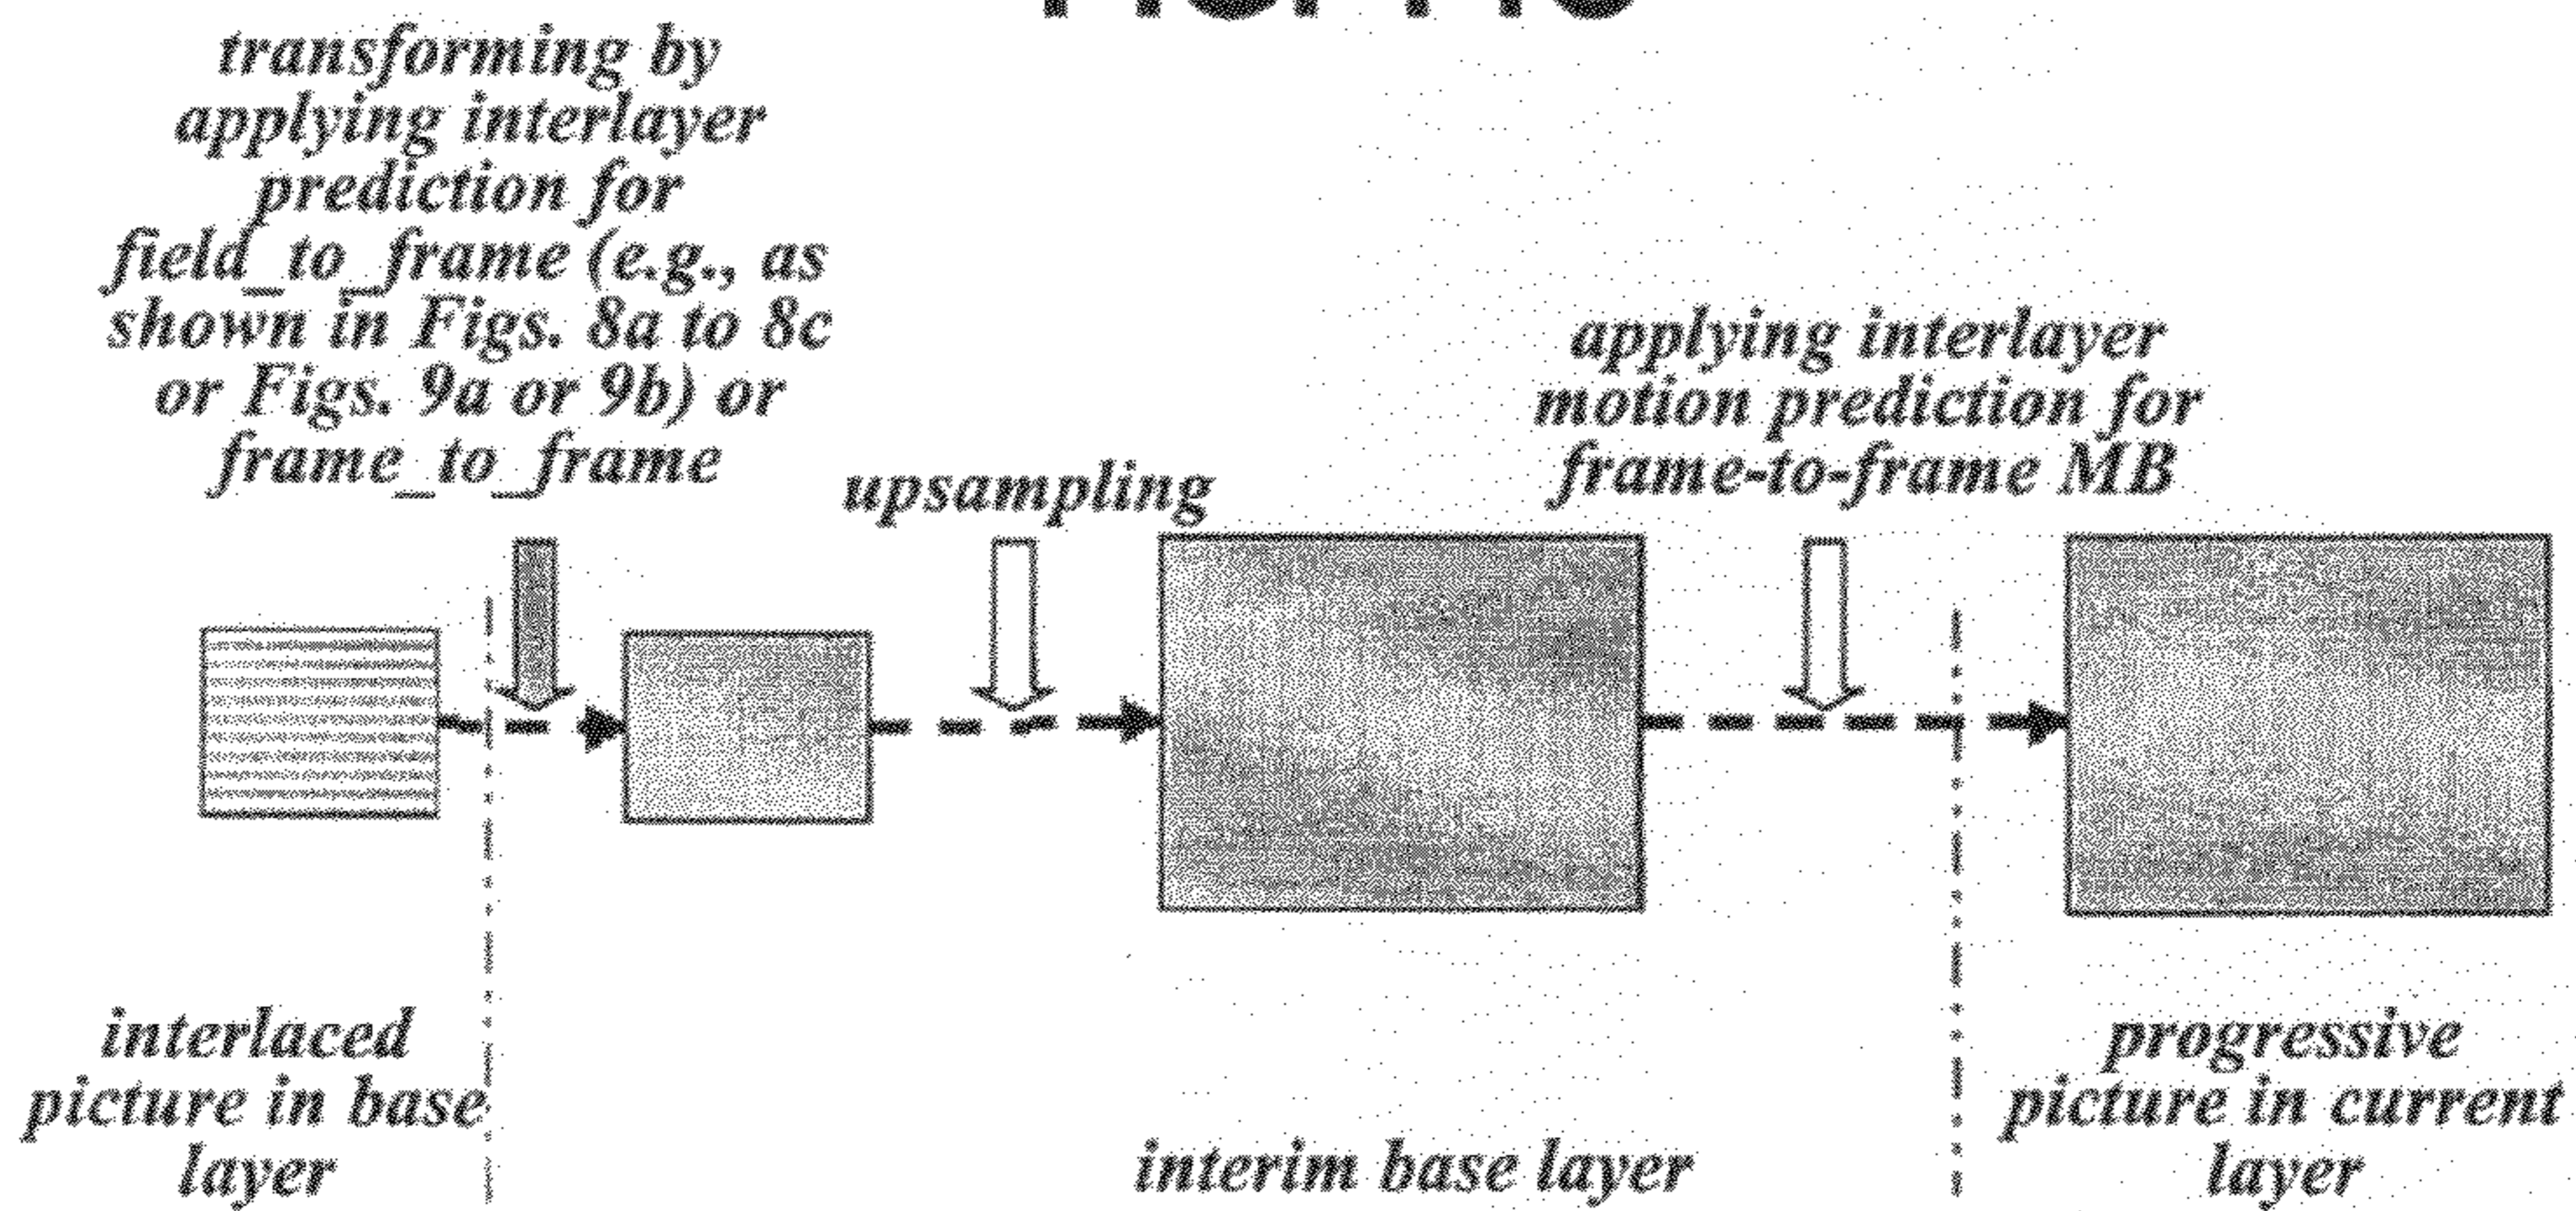 transforming by
applying interlayer
prediction for
field_to_frame (e.g., as
shown in Figs. 8a to 8c
or Figs. 9a or 9b) or
frame_to_frame
upsampling
applying interlayer
motion prediction for
frame-to-frame MB
interlaced
picture in base
layer
interim base layer
progressive
picture in current
layer